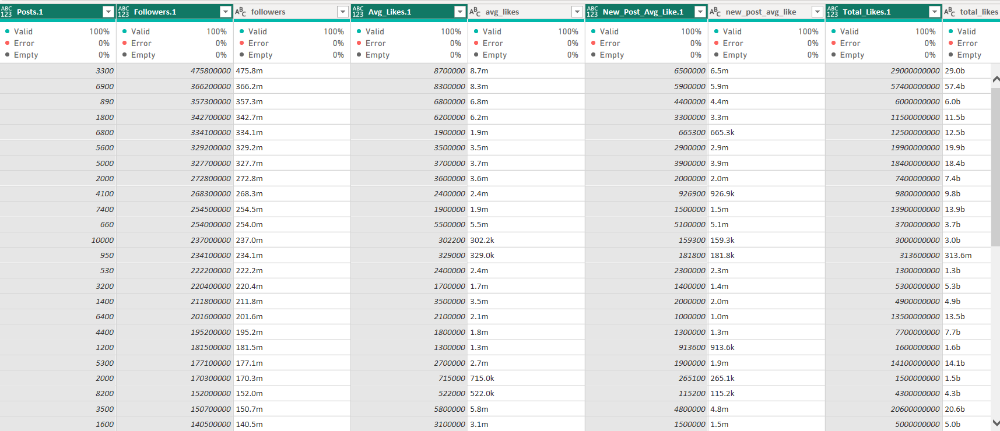 ABC 123 Posts.1 ABC 123 Followers.1 ABC followers ABC 123 Avg_Likes.1 ABC avg_likes ABC 123 New_Post_Avg_Like.1 ABC new_post_avg_like ABC 123 Total_Likes.1 ABC total_likes
Valid 100% Valid 100% Valid 100% Valid 100% Valid 100% Valid 100% Valid 100% Valid 100% Valid
Error 0% Error 0% Error 0% Error 0% Error 0% Error 0% Error 0% Error 0% Error
Empty 0% Empty 0% Empty 0% Empty 0% Empty 0% Empty 0% Empty 0% Empty 0% Empty
3300 475800000 475.8m 8700000 8.7m 6500000 6.5m 29000000000 29.0b
6900 366200000 366.2m 8300000 8.3m 5900000 5.9m 57400000000 57.4b
890 357300000 357.3m 6800000 6.8m 4400000 4.4m 6000000000 6.0b
1800 342700000 342.7m 6200000 6.2m 3300000 3.3m 11500000000 11.5b
6800 334100000 334.1m 1900000 1.9m 665300 665.3k 12500000000 12.5b
5600 329200000 329.2m 3500000 3.5m 2900000 2.9m 19900000000 19.9b
5000 327700000 327.7m 3700000 3.7m 3900000 3.9m 18400000000 18.4b
2000 272800000 272.8m 3600000 3.6m 2000000 2.0m 7400000000 7.4b
4100 268300000 268.3m 2400000 2.4m 926900 926.9k 9800000000 9.8b
7400 254500000 254.5m 1900000 1.9m 1500000 1.5m 13900000000 13.9b
660 254000000 254.0m 5500000 5.5m 5100000 5.1m 3700000000 3.7b
10000 237000000 237.0m 302200 302.2k 159300 159.3k 3000000000 3.0b
950 234100000 234.1m 329000 329.0k 181800 181.8k 313600000 313.6m
530 222200000 222.2m 2400000 2.4m 2300000 2.3m 1300000000 1.3b
3200 220400000 220.4m 1700000 1.7m 1400000 1.4m 5300000000 5.3b
1400 211800000 211.8m 3500000 3.5m 2000000 2.0m 4900000000 4.9b
6400 201600000 201.6m 2100000 2.1m 1000000 1.0m 13500000000 13.5b
4400 195200000 195.2m 1800000 1.8m 1300000 1.3m 7700000000 7.7b
1200 181500000 181.5m 1300000 1.3m 913600 913.6k 1600000000 1.6b
5300 177100000 177.1m 2700000 2.7m 1900000 1.9m 14100000000 14.1b
2000 170300000 170.3m 715000 715.0k 265100 265.1k 1500000000 1.5b
8200 152000000 152.0m 522000 522.0k 115200 115.2k 4300000000 4.3b
3500 150700000 150.7m 5800000 5.8m 4800000 4.8m 20600000000 20.6b
1600 140500000 140.5m 3100000 3.1m 1500000 1.5m 5000000000 5.0b